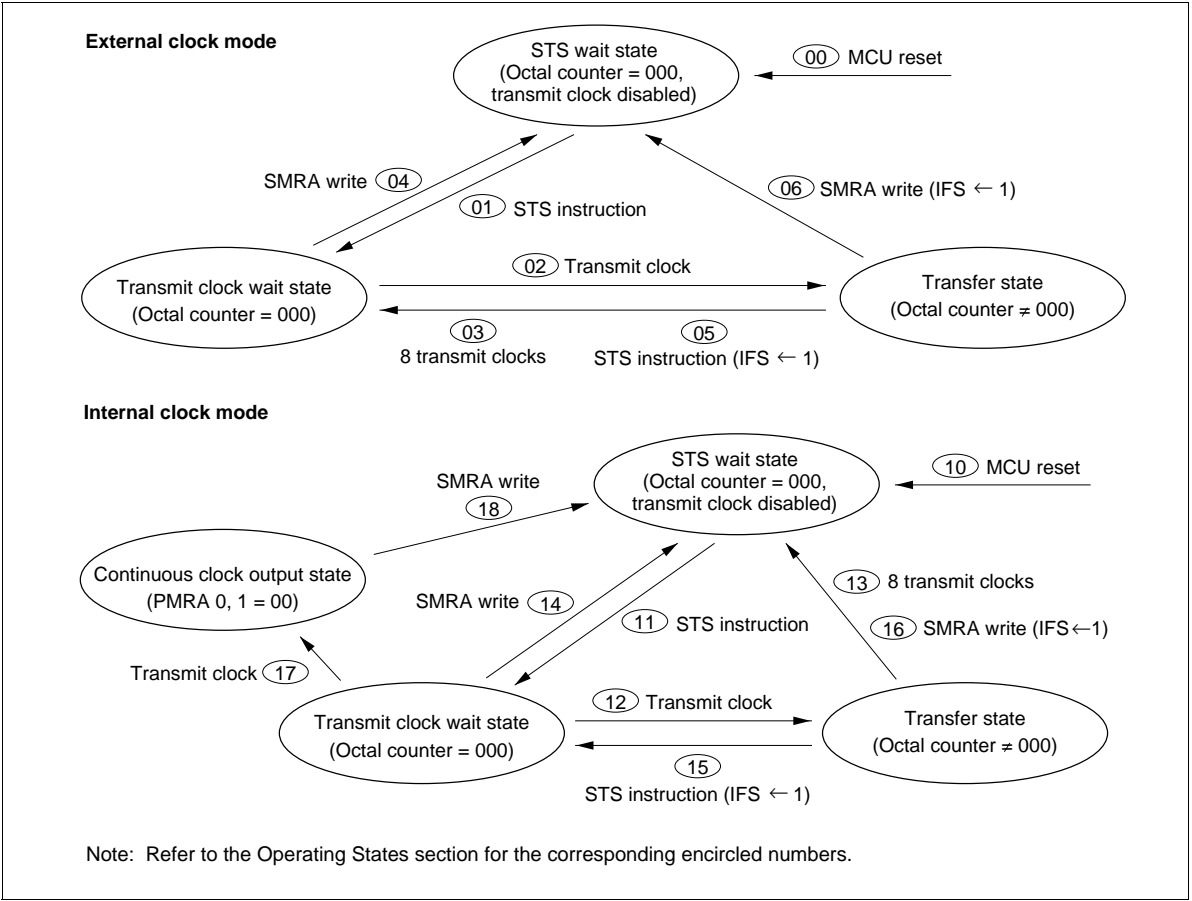 External clock mode
STS wait state
(Octal counter = 000,
transmit clock disabled)
00 MCU reset
SMRA write 04
01 STS instruction
06 SMRA write (IFS ← 1)
02 Transmit clock
Transmit clock wait state
(Octal counter = 000)
Transfer state
(Octal counter ≠ 000)
03
8 transmit clocks
05
STS instruction (IFS ← 1)
Internal clock mode
STS wait state
(Octal counter = 000,
transmit clock disabled)
10 MCU reset
SMRA write
18
Continuous clock output state
(PMRA 0, 1 = 00)
SMRA write 14
11 STS instruction
13 8 transmit clocks
16 SMRA write (IFS←1)
Transmit clock 17
12 Transmit clock
Transmit clock wait state
(Octal counter = 000)
Transfer state
(Octal counter ≠ 000)
15
STS instruction (IFS ← 1)
Note: Refer to the Operating States section for the corresponding encircled numbers.